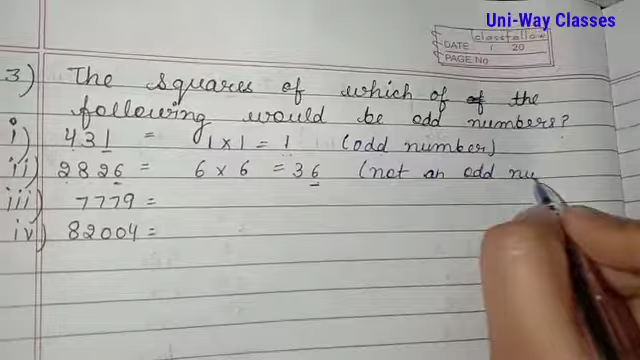 Uni-Way Classes
classfellow
DATE / 20
PAGE No
3) The squares of which of of the
following would be odd numbers?
i) 431 = 1 x 1 = 1 (odd number)
ii) 2826 = 6 x 6 = 36 (not an odd nu
iii) 7779 =
iv) 82004 =